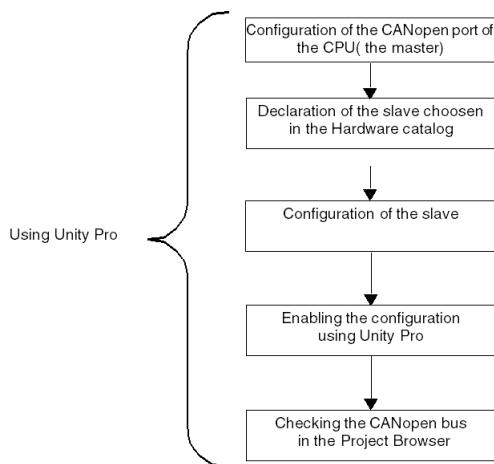 Configuration of the CANopen port of
the CPU( the master)
Declaration of the slave choosen
in the Hardware catalog
Using Unity Pro
Configuration of the slave
Enabling the configuration
using Unity Pro
Checking the CANopen bus
in the Project Browser